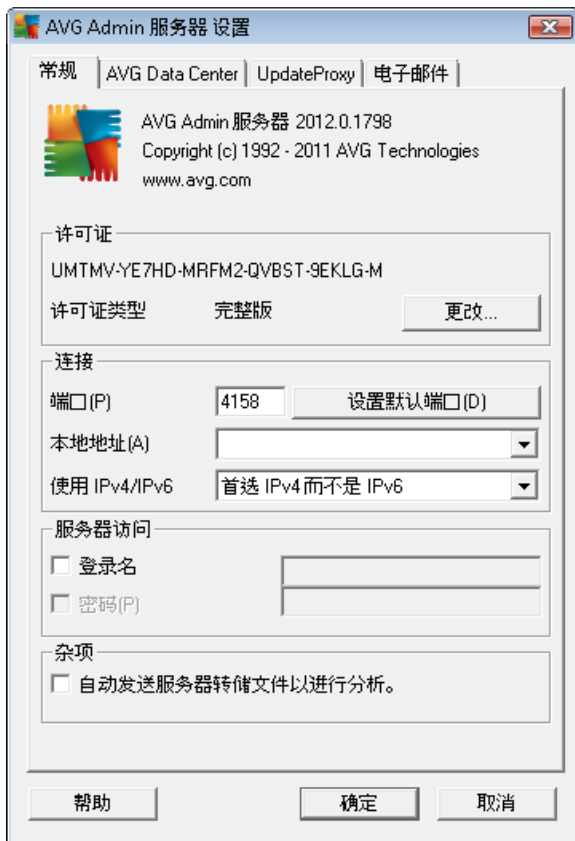 AVG Admin 服务器 设置
常规 AVG Data Center UpdateProxy 电子邮件
AVG Admin 服务器 2012.0.1798
Copyright (c) 1992 - 2011 AVG Technologies
www.avg.com
许可证
UMTMV-YE7HD-MRFM2-QVBST-9EKLG-M
许可证类型 完整版 更改...
连接
端口(P) 4158 设置默认端口(D)
本地地址(A)
使用 IPv4/IPv6 首选 IPv4 而不是 IPv6
服务器访问
登录名
密码(P)
杂项
自动发送服务器转储文件以进行分析。
帮助 确定 取消